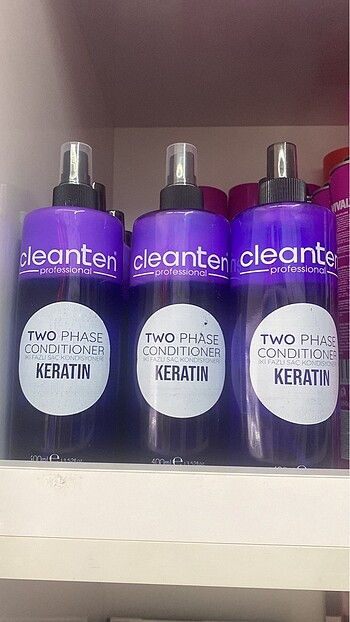 cleanten
professional
TWO PHASE
CONDITIONER
İKİ FAZLI SAÇ KONDİSYONERİ
KERATIN
cleanten
professional
TWO PHASE
CONDITIONER
İKİ FAZLI SAÇ KONDİSYONERİ
KERATIN
400ml e
cleanten
professional
TWO PHASE
CONDITIONER
İKİ FAZLI SAÇ KONDİSYONERİ
KERATIN